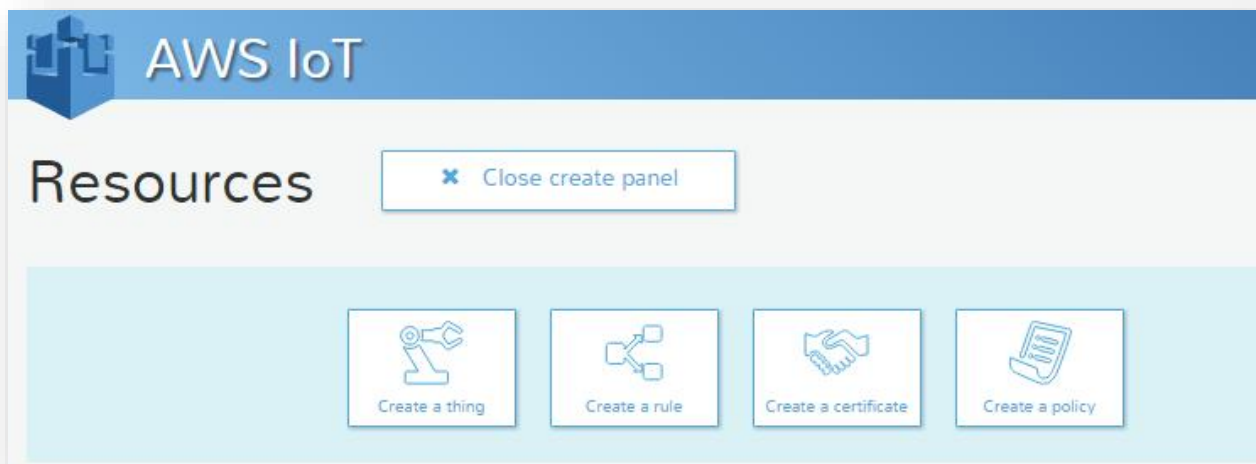 AWS IoT
Resources
✖ Close create panel
Create a thing
Create a rule
Create a certificate
Create a policy